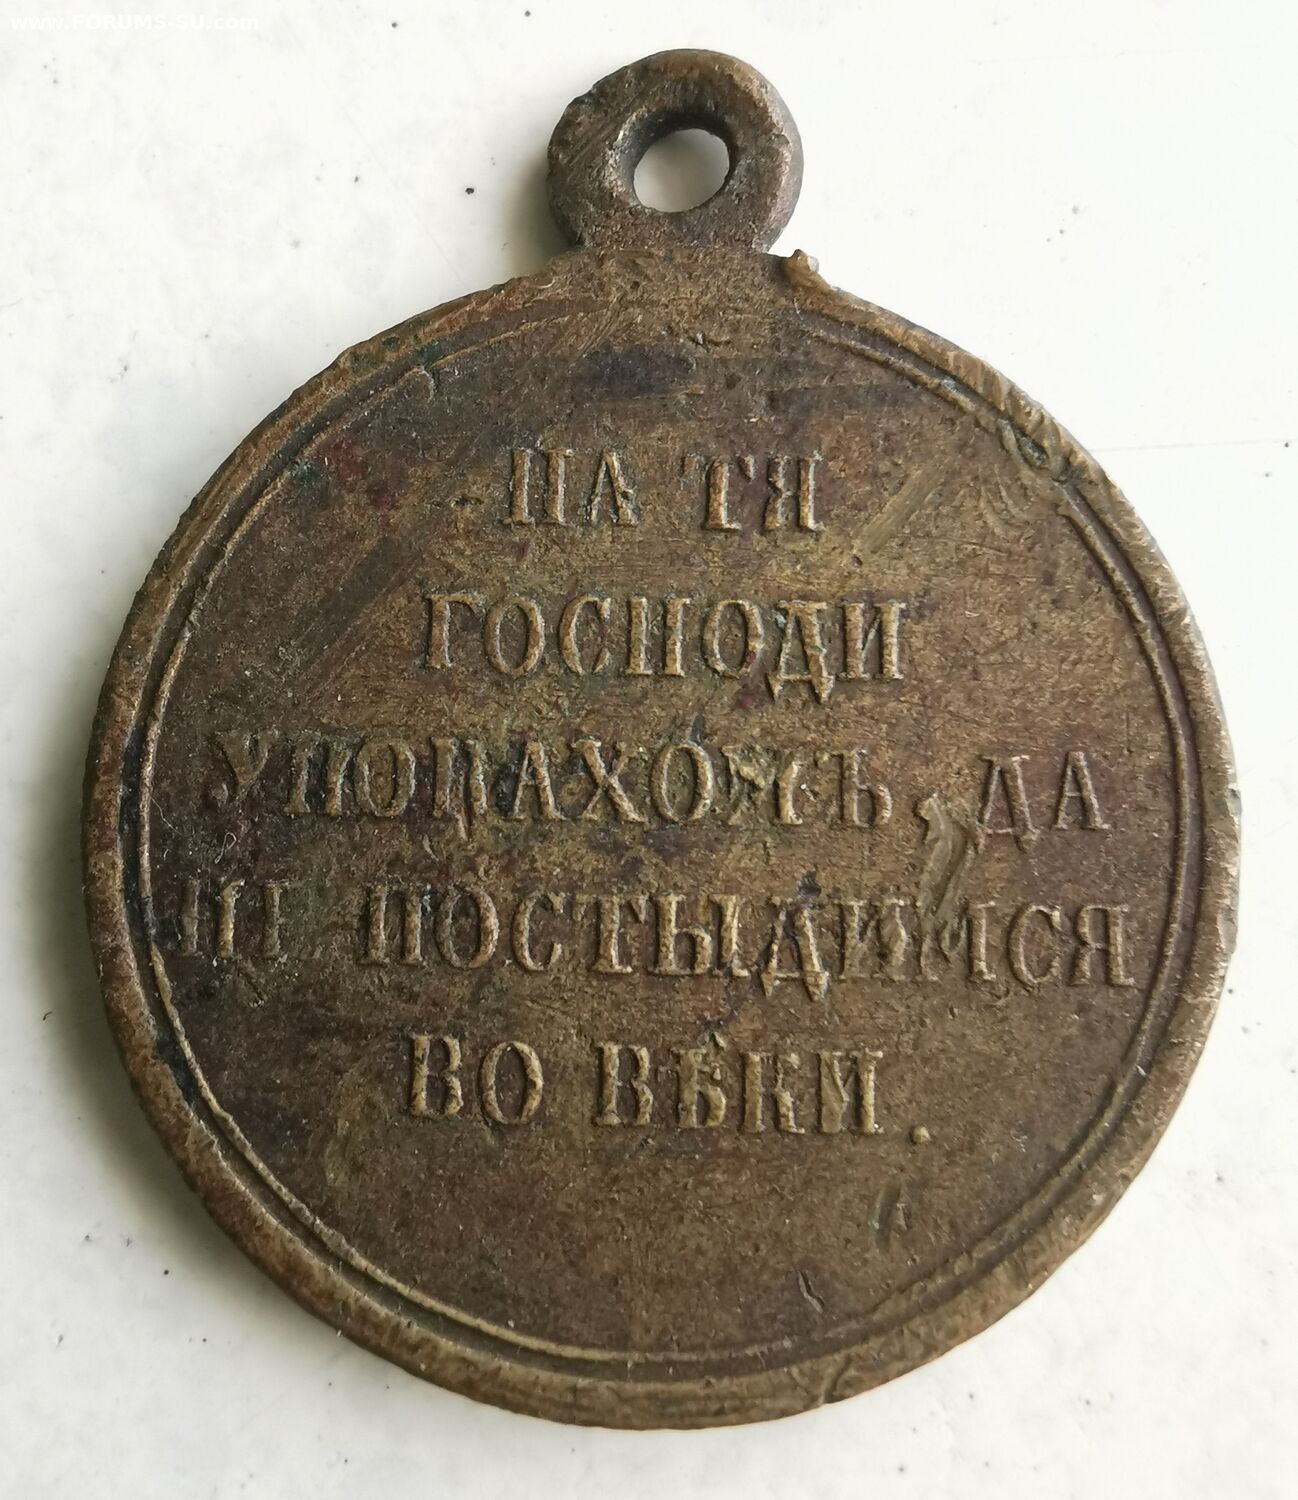 www.FORUMS-SU.com
НА ТЯ
ГОСПОДИ
УПОВАХОМЪ, ДА
НЕ ПОСТЫДИМСЯ
ВО ВѢКИ.